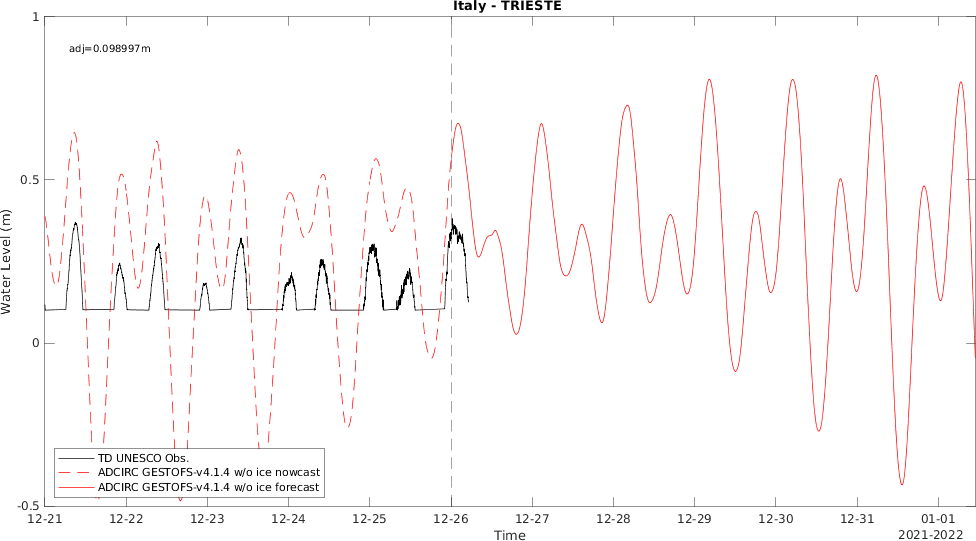 Italy - TRIESTE
adj=0.098997m
Water Level (m)
1
0.5
0
-0.5
TD UNESCO Obs.
ADCIRC GESTOFS-v4.1.4 w/o ice nowcast
ADCIRC GESTOFS-v4.1.4 w/o ice forecast
12-21 12-22 12-23 12-24 12-25 12-26 12-27 12-28 12-29 12-30 12-31 01-01
Time
2021-2022